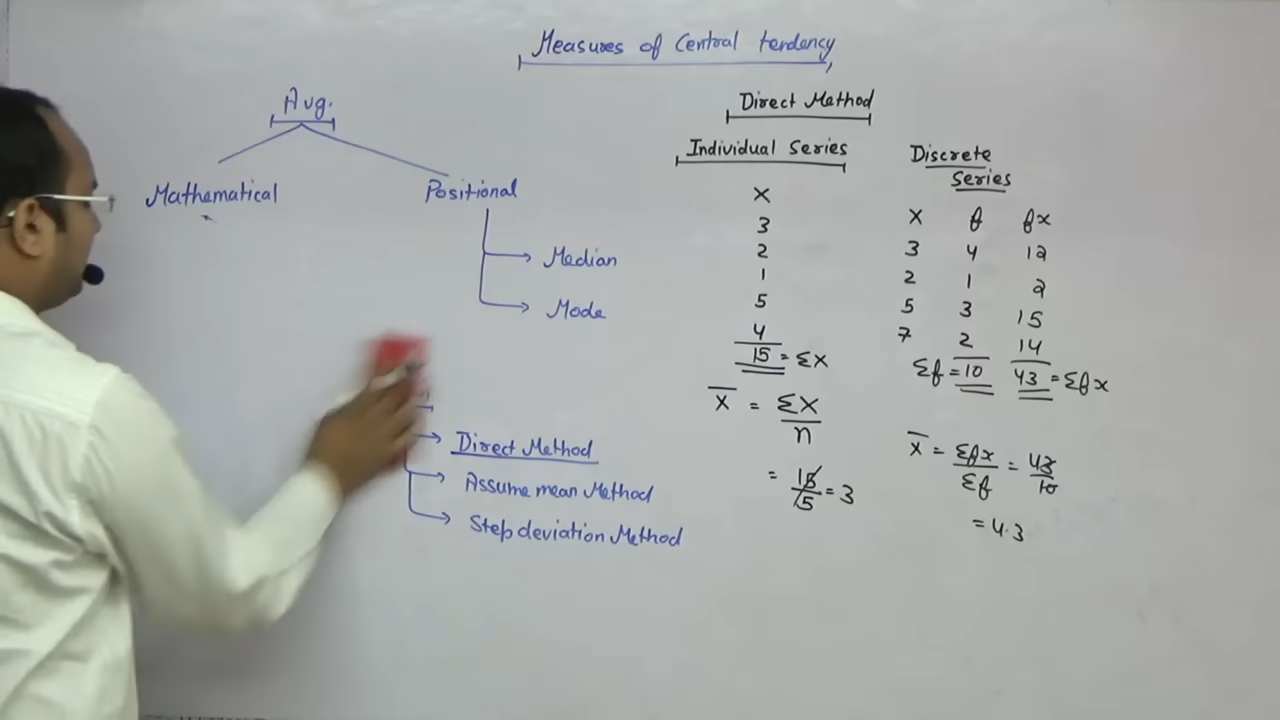 Measures of Central tendency
Avg.
Mathematical
Positional
Median
Mode
Direct Method
Assume mean Method
Step deviation Method
Direct Method
Individual Series
X
3
2
1
5
4
15 = Σx
X̅ = ΣX/n
= 15/5 = 3
Discrete
Series
X f fx
3 4 12
2 1 2
5 3 15
7 2 14
Σf = 10 43 = Σfx
X̅ = Σfx/Σf = 43/10
= 4.3